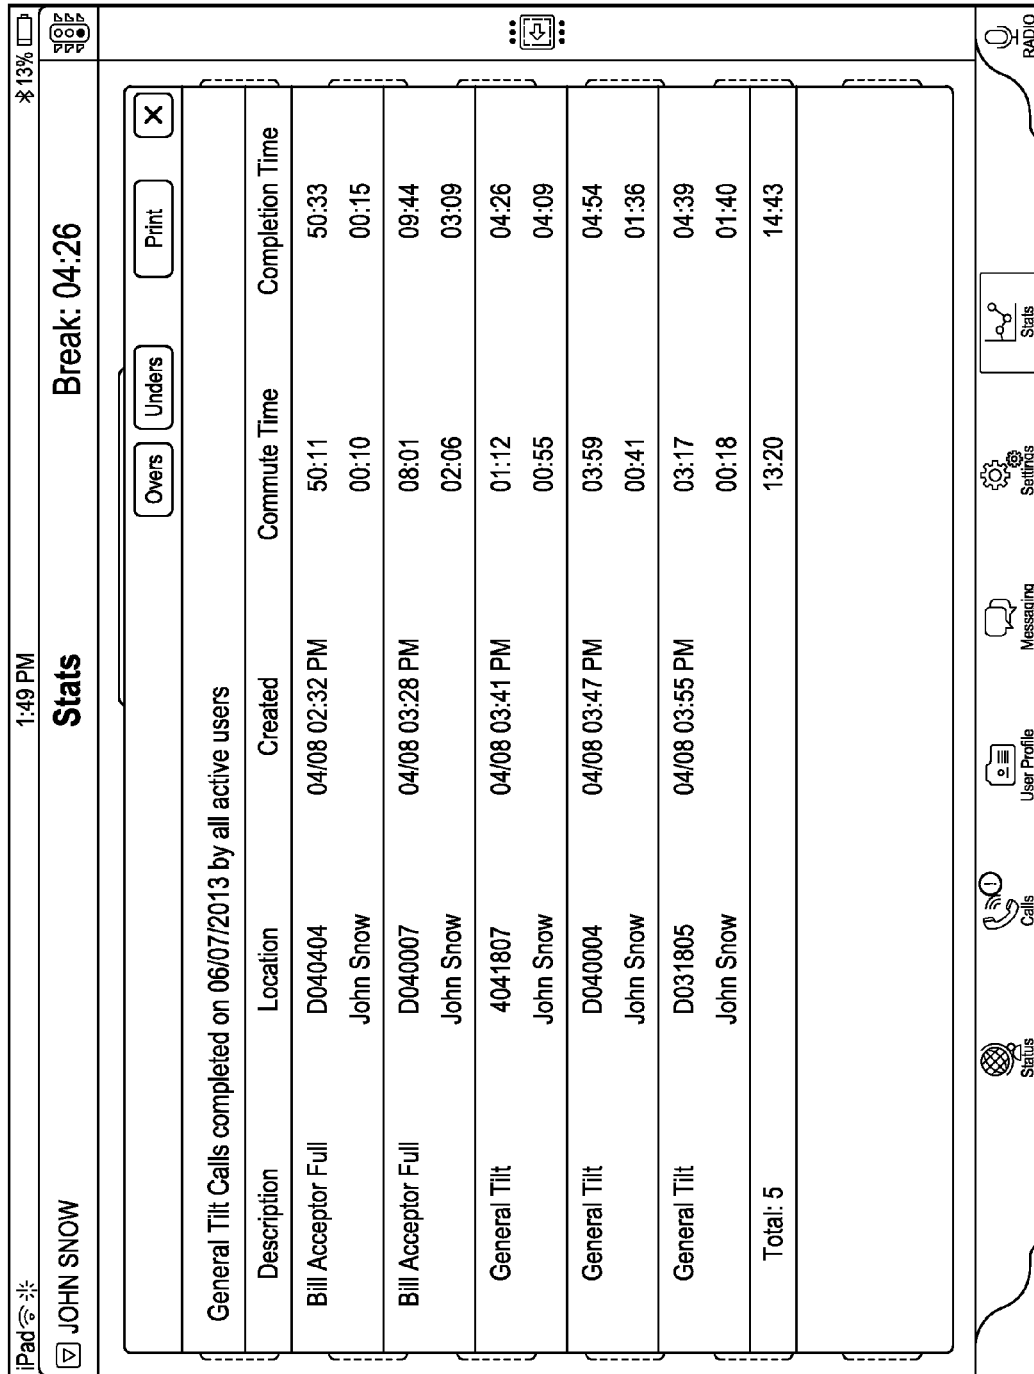 iPad 1:49 PM 13%
JOHN SNOW Stats Break: 04:26
Overs Unders Print X
General Tilt Calls completed on 06/07/2013 by all active users
Description Location Created Commute Time Completion Time
Bill Acceptor Full D040404 04/08 02:32 PM 50:11 50:33
John Snow 00:10 00:15
Bill Acceptor Full D040007 04/08 03:28 PM 08:01 09:44
John Snow 02:06 03:09
General Tilt 4041807 04/08 03:41 PM 01:12 04:26
John Snow 00:55 04:09
General Tilt D040004 04/08 03:47 PM 03:59 04:54
John Snow 00:41 01:36
General Tilt D031805 04/08 03:55 PM 03:17 04:39
John Snow 00:18 01:40
Total: 5 13:20 14:43
Status Calls User Profile Messaging Settings Stats RADIO